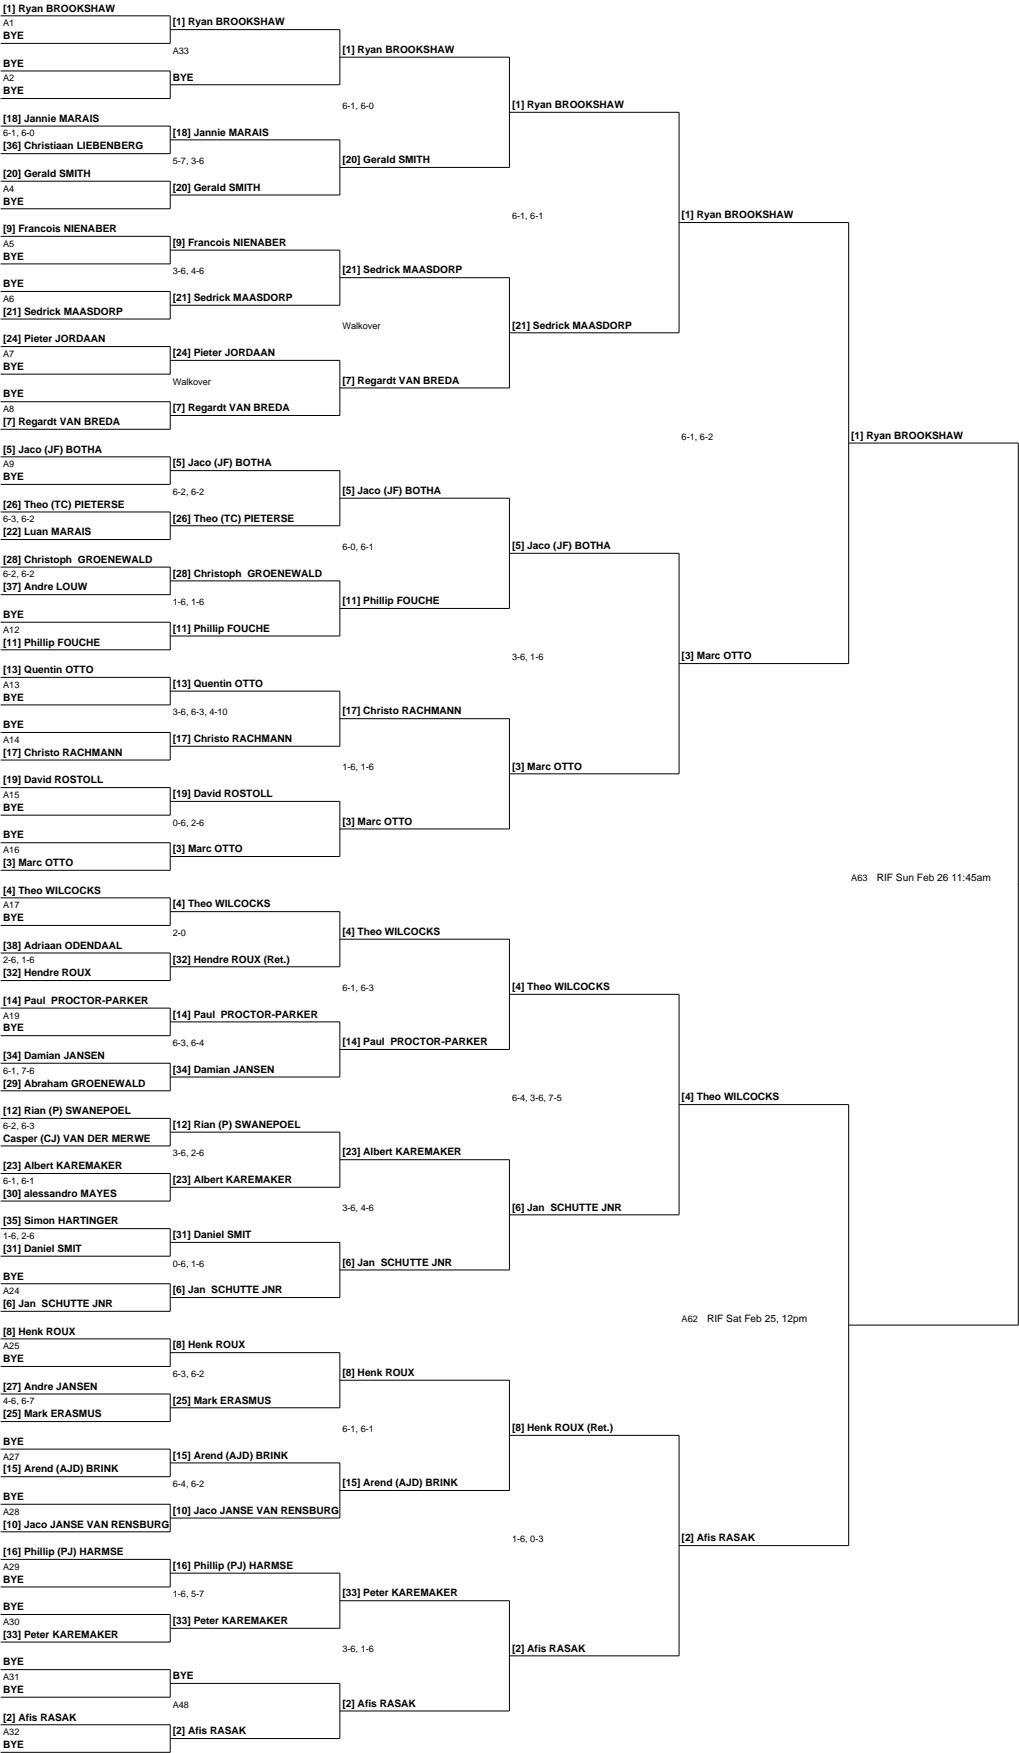 [1] Ryan BROOKSHAW
A1
BYE
BYE
A2
BYE
[18] Jannie MARAIS
6-1, 6-0
[36] Christiaan LIEBENBERG
[20] Gerald SMITH
A4
BYE
[9] Francois NIENABER
A5
BYE
BYE
A6
[21] Sedrick MAASDORP
[24] Pieter JORDAAN
A7
BYE
BYE
A8
[7] Regardt VAN BREDA
[5] Jaco (JF) BOTHA
A9
BYE
[26] Theo (TC) PIETERSE
6-3, 6-2
[22] Luan MARAIS
[28] Christoph  GROENEWALD
6-2, 6-2
[37] Andre LOUW
BYE
A12
[11] Phillip FOUCHE
[13] Quentin OTTO
A13
BYE
BYE
A14
[17] Christo RACHMANN
[19] David ROSTOLL
A15
BYE
BYE
A16
[3] Marc OTTO
[4] Theo WILCOCKS
A17
BYE
[38] Adriaan ODENDAAL
2-6, 1-6
[32] Hendre ROUX
[14] Paul  PROCTOR-PARKER
A19
BYE
[34] Damian JANSEN
6-1, 7-6
[29] Abraham GROENEWALD
[12] Rian (P) SWANEPOEL
6-2, 6-3
Casper (CJ) VAN DER MERWE
[23] Albert KAREMAKER
6-1, 6-1
[30] alessandro MAYES
[35] Simon HARTINGER
1-6, 2-6
[31] Daniel SMIT
BYE
A24
[6] Jan  SCHUTTE JNR
[8] Henk ROUX
A25
BYE
[27] Andre JANSEN
4-6, 6-7
[25] Mark ERASMUS
BYE
A27
[15] Arend (AJD) BRINK
BYE
A28
[10] Jaco JANSE VAN RENSBURG
[16] Phillip (PJ) HARMSE
A29
BYE
BYE
A30
[33] Peter KAREMAKER
BYE
A31
BYE
[2] Afis RASAK
A32
BYE
[1] Ryan BROOKSHAW
A33
BYE
[18] Jannie MARAIS
5-7, 3-6
[20] Gerald SMITH
[9] Francois NIENABER
3-6, 4-6
[21] Sedrick MAASDORP
[24] Pieter JORDAAN
Walkover
[7] Regardt VAN BREDA
[5] Jaco (JF) BOTHA
6-2, 6-2
[26] Theo (TC) PIETERSE
[28] Christoph  GROENEWALD
1-6, 1-6
[11] Phillip FOUCHE
[13] Quentin OTTO
3-6, 6-3, 4-10
[17] Christo RACHMANN
[19] David ROSTOLL
0-6, 2-6
[3] Marc OTTO
[4] Theo WILCOCKS
2-0
[32] Hendre ROUX (Ret.)
[14] Paul  PROCTOR-PARKER
6-3, 6-4
[34] Damian JANSEN
[12] Rian (P) SWANEPOEL
3-6, 2-6
[23] Albert KAREMAKER
[31] Daniel SMIT
0-6, 1-6
[6] Jan  SCHUTTE JNR
[8] Henk ROUX
6-3, 6-2
[25] Mark ERASMUS
[15] Arend (AJD) BRINK
6-4, 6-2
[10] Jaco JANSE VAN RENSBURG
[16] Phillip (PJ) HARMSE
1-6, 5-7
[33] Peter KAREMAKER
BYE
A48
[2] Afis RASAK
[1] Ryan BROOKSHAW
6-1, 6-0
[20] Gerald SMITH
[21] Sedrick MAASDORP
Walkover
[7] Regardt VAN BREDA
[5] Jaco (JF) BOTHA
6-0, 6-1
[11] Phillip FOUCHE
[17] Christo RACHMANN
1-6, 1-6
[3] Marc OTTO
[4] Theo WILCOCKS
6-1, 6-3
[14] Paul  PROCTOR-PARKER
[23] Albert KAREMAKER
3-6, 4-6
[6] Jan  SCHUTTE JNR
[8] Henk ROUX
6-1, 6-1
[15] Arend (AJD) BRINK
[33] Peter KAREMAKER
3-6, 1-6
[2] Afis RASAK
[1] Ryan BROOKSHAW
6-1, 6-1
[21] Sedrick MAASDORP
[5] Jaco (JF) BOTHA
3-6, 1-6
[3] Marc OTTO
[4] Theo WILCOCKS
6-4, 3-6, 7-5
[6] Jan  SCHUTTE JNR
[8] Henk ROUX (Ret.)
1-6, 0-3
[2] Afis RASAK
[1] Ryan BROOKSHAW
6-1, 6-2
[3] Marc OTTO
[4] Theo WILCOCKS
A62 RIF Sat Feb 25, 12pm
[2] Afis RASAK
[1] Ryan BROOKSHAW
A63 RIF Sun Feb 26 11:45am